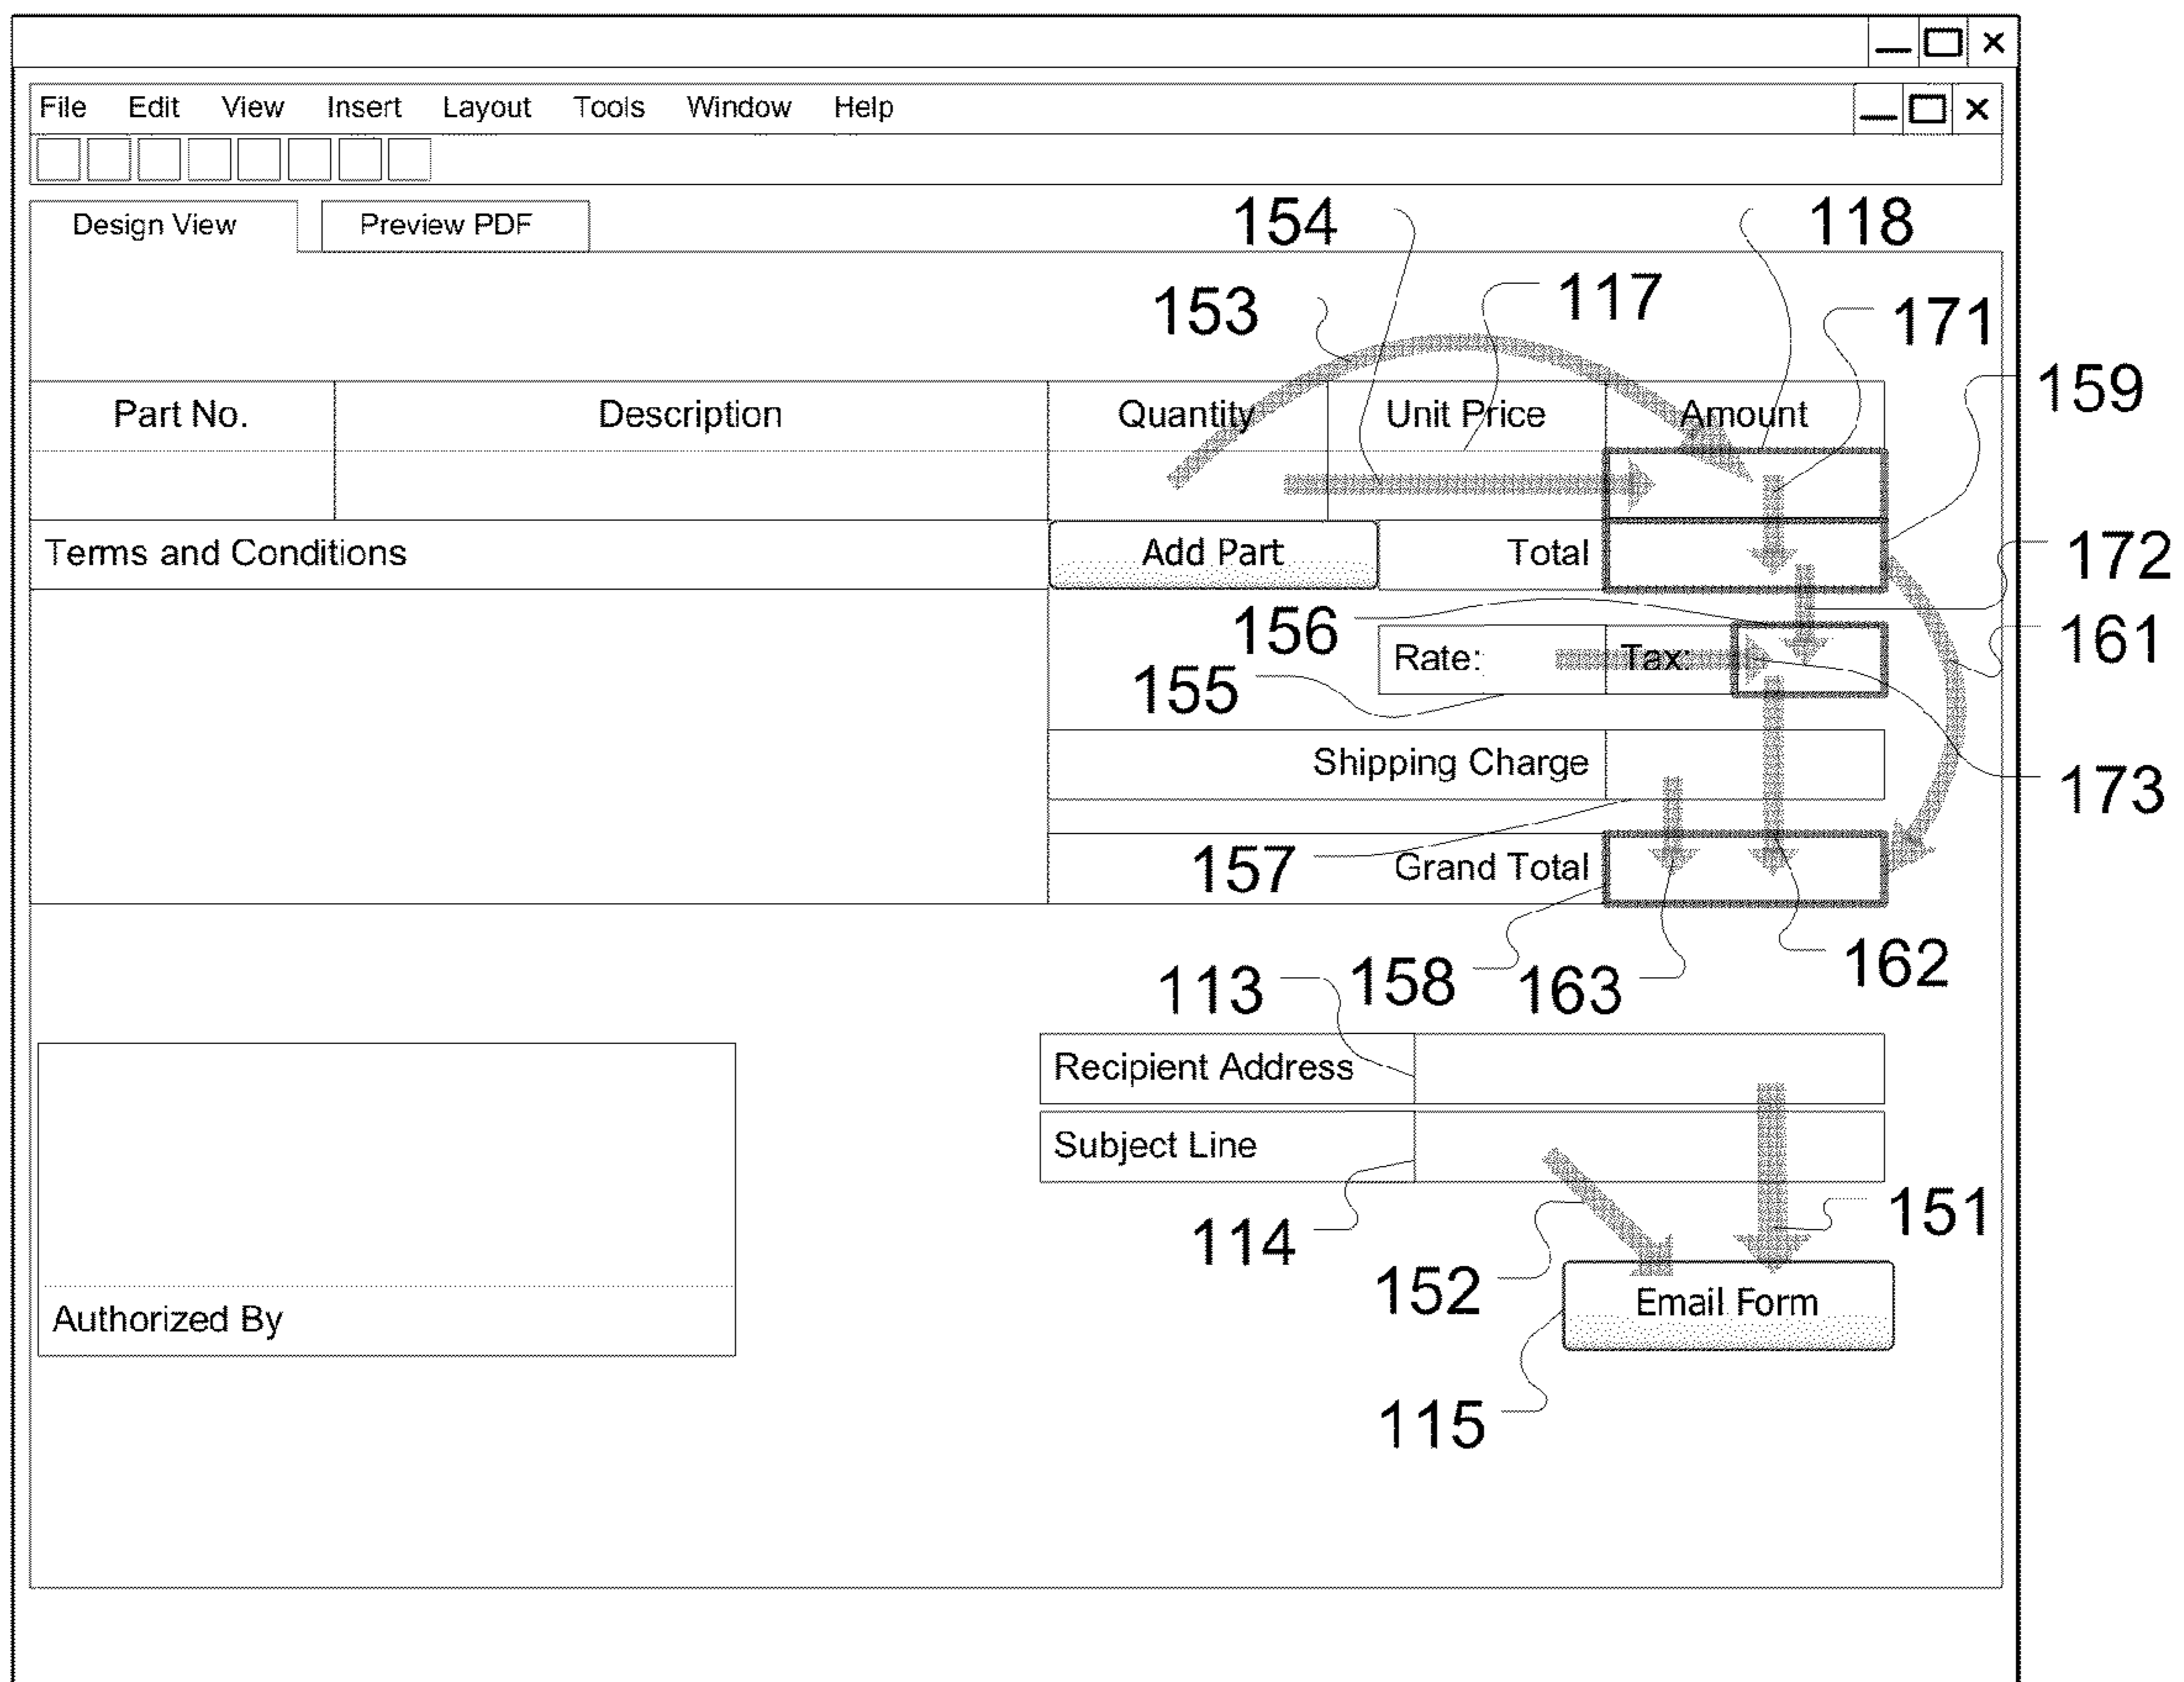 File Edit View Insert Layout Tools Window Help
Design View Preview PDF
154 118
153 117 171
159
Part No. Description Quantity Unit Price Amount
Terms and Conditions Add Part Total
172
156 161
Rate: Tax:
155
Shipping Charge
173
157 Grand Total
162
113 158 163
Recipient Address
Subject Line
114 151
152
Email Form
Authorized By
115